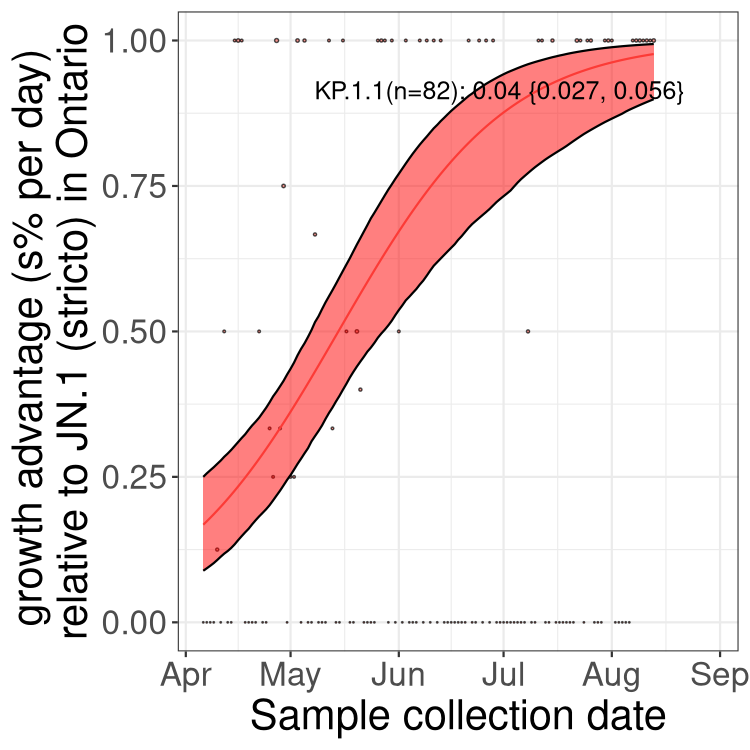 growth advantage (s% per day)
relative to JN.1 (stricto) in Ontario
1.00
0.75
0.50
0.25
0.00
KP.1.1(n=82): 0.04 {0.027, 0.056}
Apr May Jun Jul Aug Sep
Sample collection date